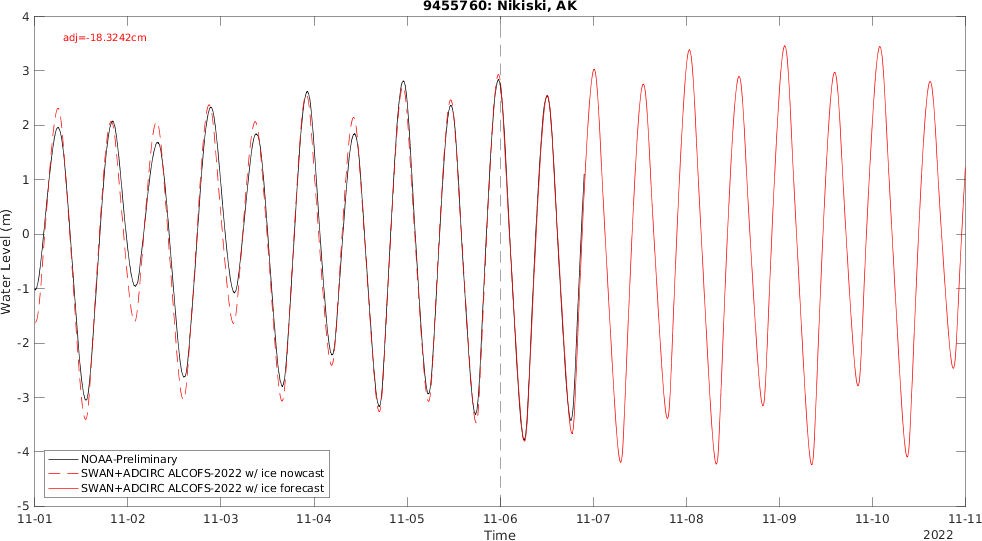 9455760: Nikiski, AK
adj=-18.3242cm
4
3
2
1
0
-1
-2
-3
-4
-5
Water Level (m)
NOAA-Preliminary
SWAN+ADCIRC ALCOFS-2022 w/ ice nowcast
SWAN+ADCIRC ALCOFS-2022 w/ ice forecast
11-01 11-02 11-03 11-04 11-05 11-06 11-07 11-08 11-09 11-10 11-11
Time
2022